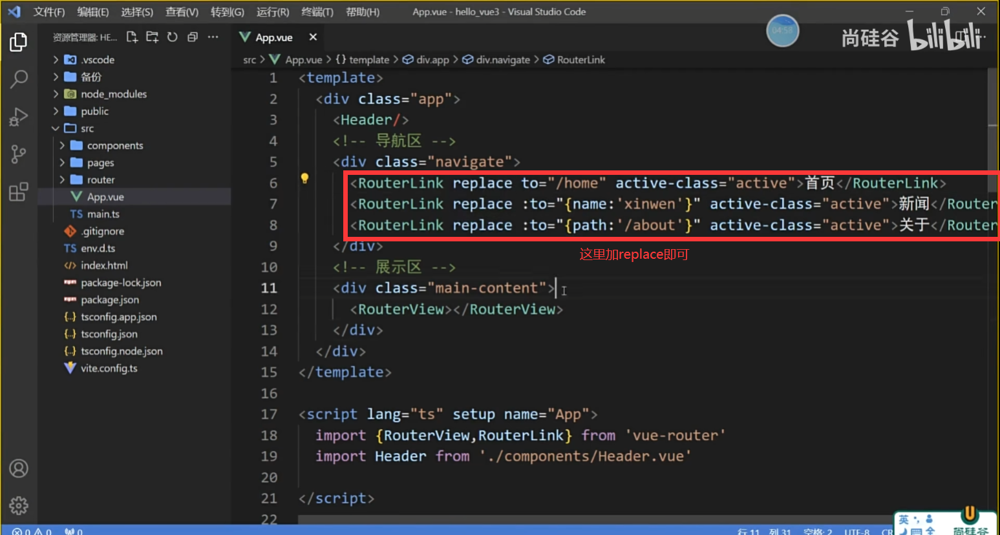 文件(F) 编辑(E) 选择(S) 查看(V) 转到(G) 运行(R) 终端(T) 帮助(H) App.vue - hello_vue3 - Visual Studio Code
04:58
尚硅谷 bilibili
资源管理器: HE...
App.vue
src > App.vue > {} template > div.app > div.navigate > RouterLink
.vscode
备份
node_modules
public
src
components
pages
router
App.vue
TS main.ts
.gitignore
TS env.d.ts
index.html
package-lock.json
package.json
{..} tsconfig.app.json
{..} tsconfig.json
{..} tsconfig.node.json
vite.config.ts
1 <template>
2 <div class="app">
3 <Header/>
4 <!-- 导航区 -->
5 <div class="navigate">
6 <RouterLink replace to="/home" active-class="active">首页</RouterLink>
7 <RouterLink replace :to="{name:'xinwen'}" active-class="active">新闻</Router
8 <RouterLink replace :to="{path:'/about'}" active-class="active">关于</Router
9 </div>
这里加replace即可
10 <!-- 展示区 -->
11 <div class="main-content">
12 <RouterView></RouterView>
13 </div>
14 </div>
15 </template>
16
17 <script lang="ts" setup name="App">
18 import {RouterView,RouterLink} from 'vue-router'
19 import Header from './components/Header.vue'
20
21 </script>
22
0 0 0
行 11 列 31 空格: 2 UTF-8 CR
英
尚硅谷